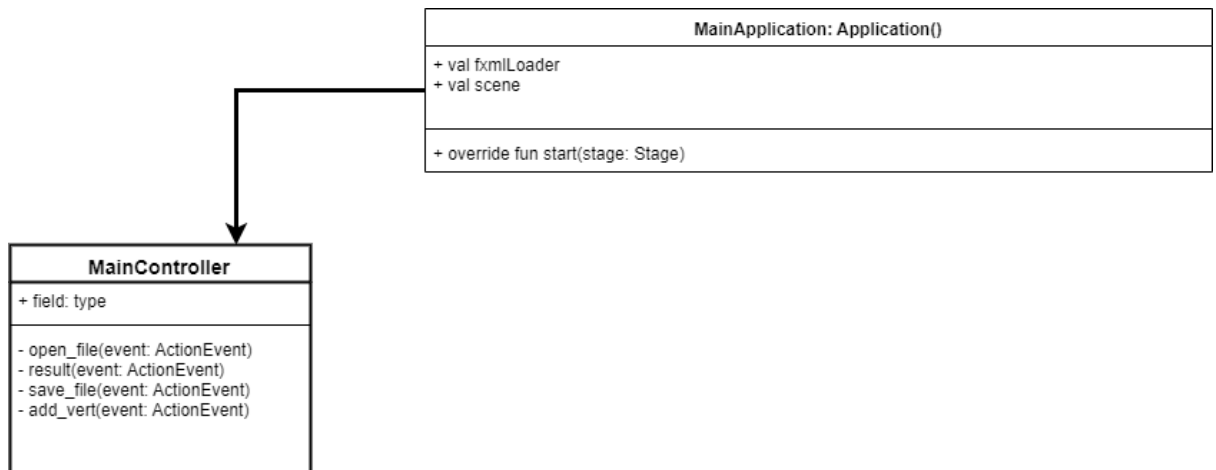 MainApplication: Application()
+ val fxmlLoader
+ val scene
+ override fun start(stage: Stage)
MainController
+ field: type
- open_file(event: ActionEvent)
- result(event: ActionEvent)
- save_file(event: ActionEvent)
- add_vert(event: ActionEvent)